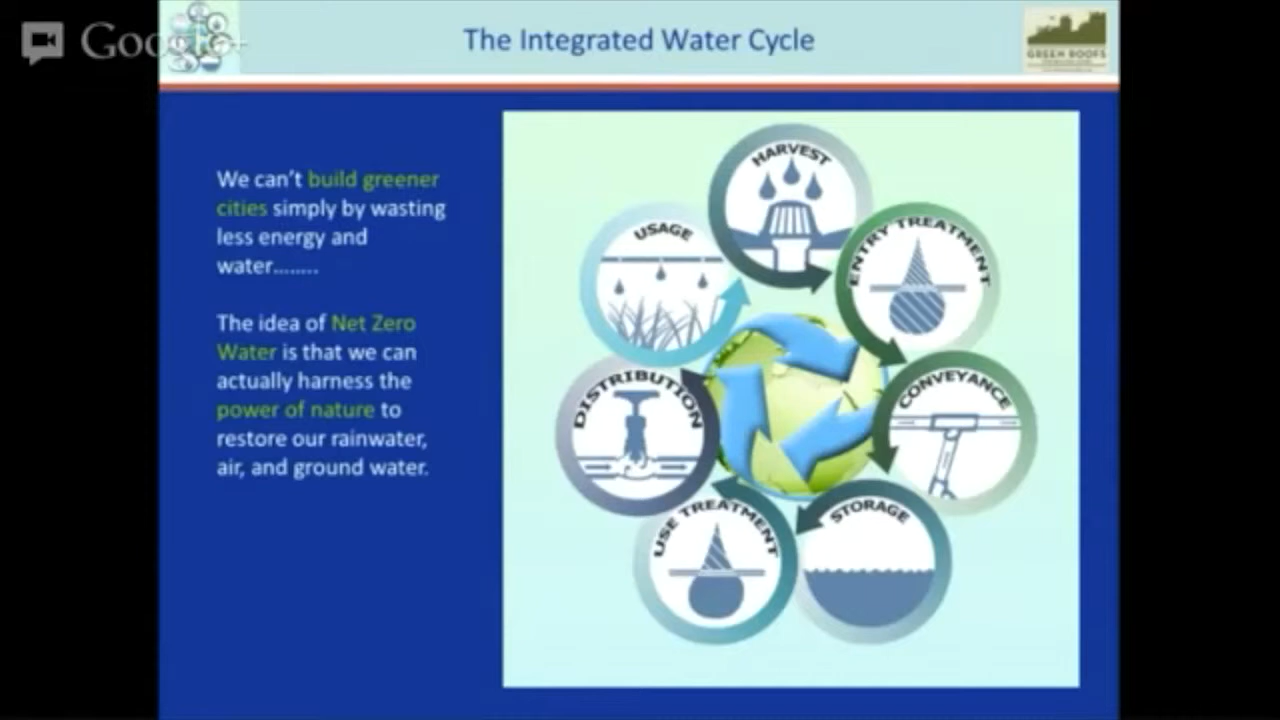 Google+
The Integrated Water Cycle
GREEN ROOFS
We can't build greener
cities simply by wasting
less energy and
water........
The idea of Net Zero
Water is that we can
actually harness the
power of nature to
restore our rainwater,
air, and ground water.
HARVEST
ENTRY TREATMENT
CONVEYANCE
STORAGE
USE TREATMENT
DISTRIBUTION
USAGE